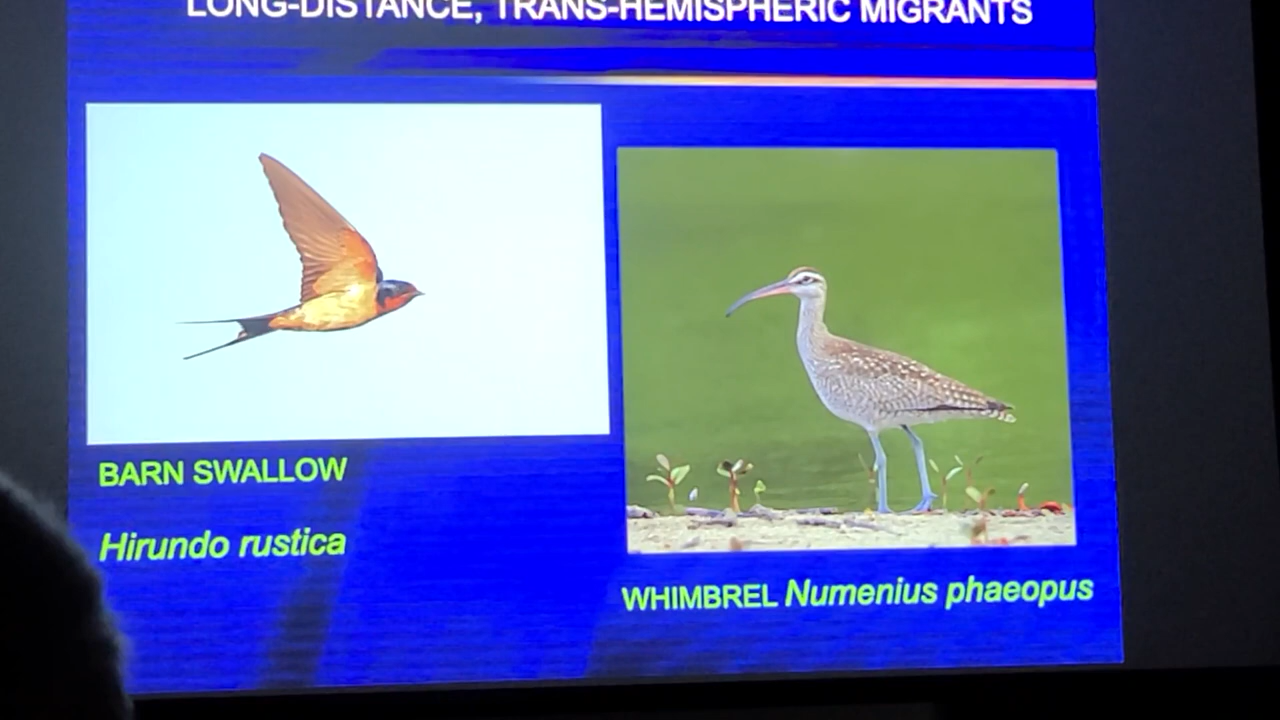 LONG-DISTANCE, TRANS-HEMISPHERIC MIGRANTS
BARN SWALLOW
Hirundo rustica
WHIMBREL Numenius phaeopus